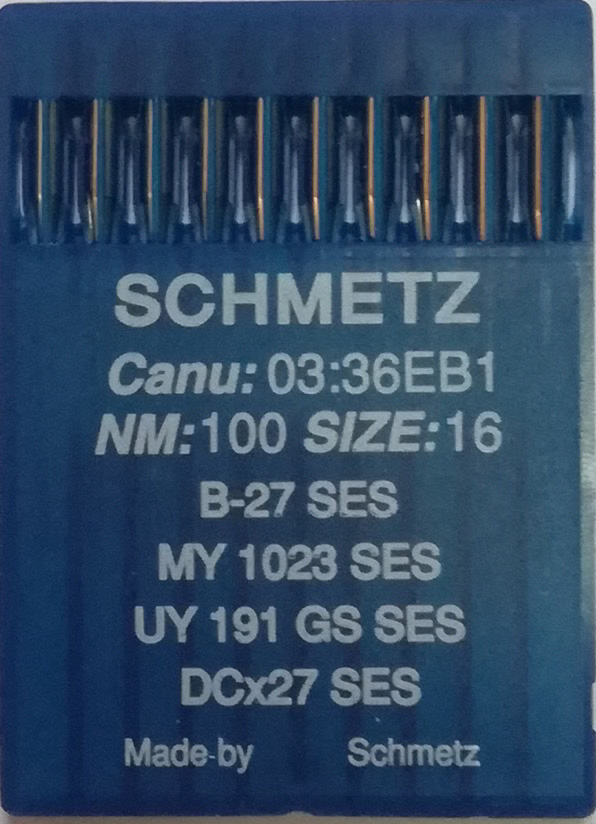 SCHMETZ
Canu: 03:36EB1
NM:100 SIZE:16
B-27 SES
MY 1023 SES
UY 191 GS SES
DCx27 SES
Made-by Schmetz